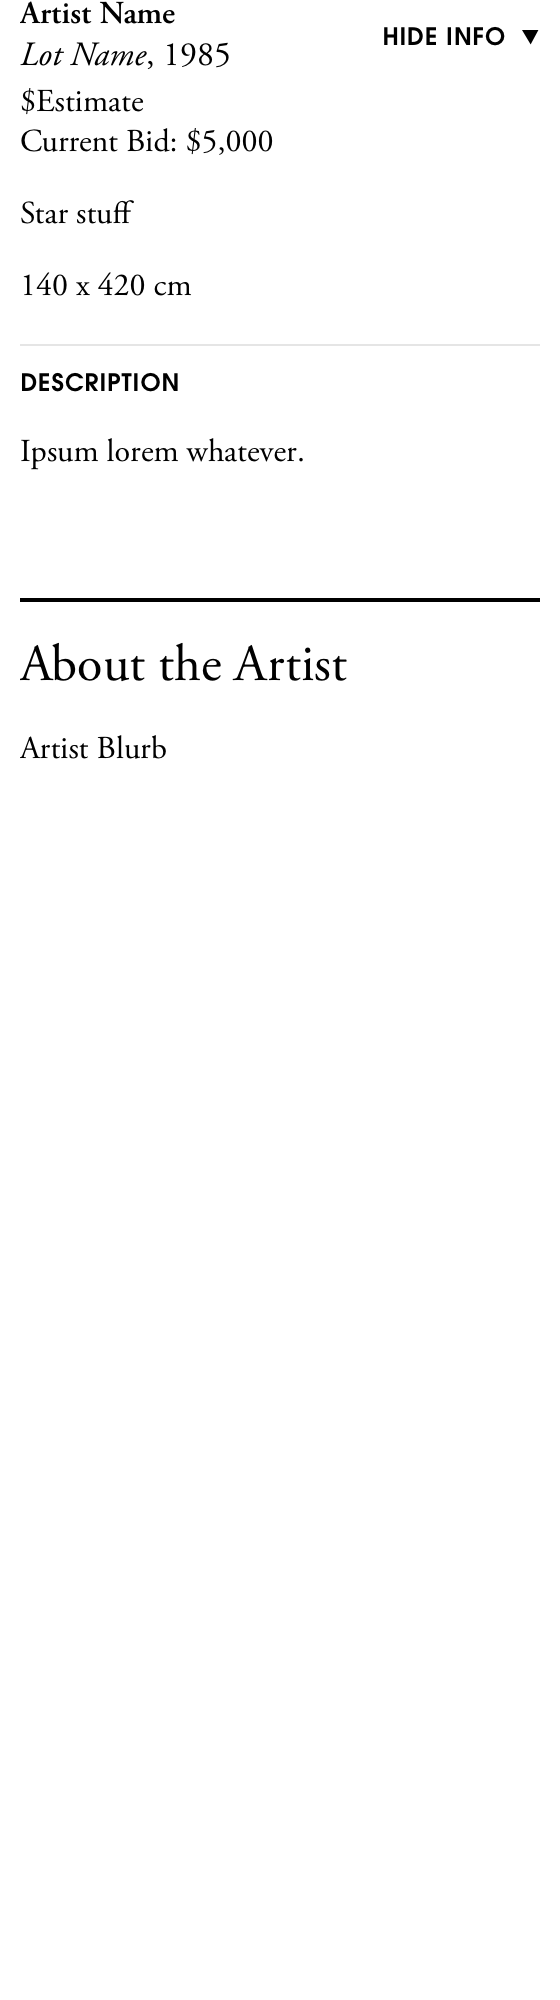 Artist Name
HIDE INFO ▼
Lot Name, 1985
$Estimate
Current Bid: $5,000
Star stuff
140 x 420 cm
DESCRIPTION
Ipsum lorem whatever.
About the Artist
Artist Blurb